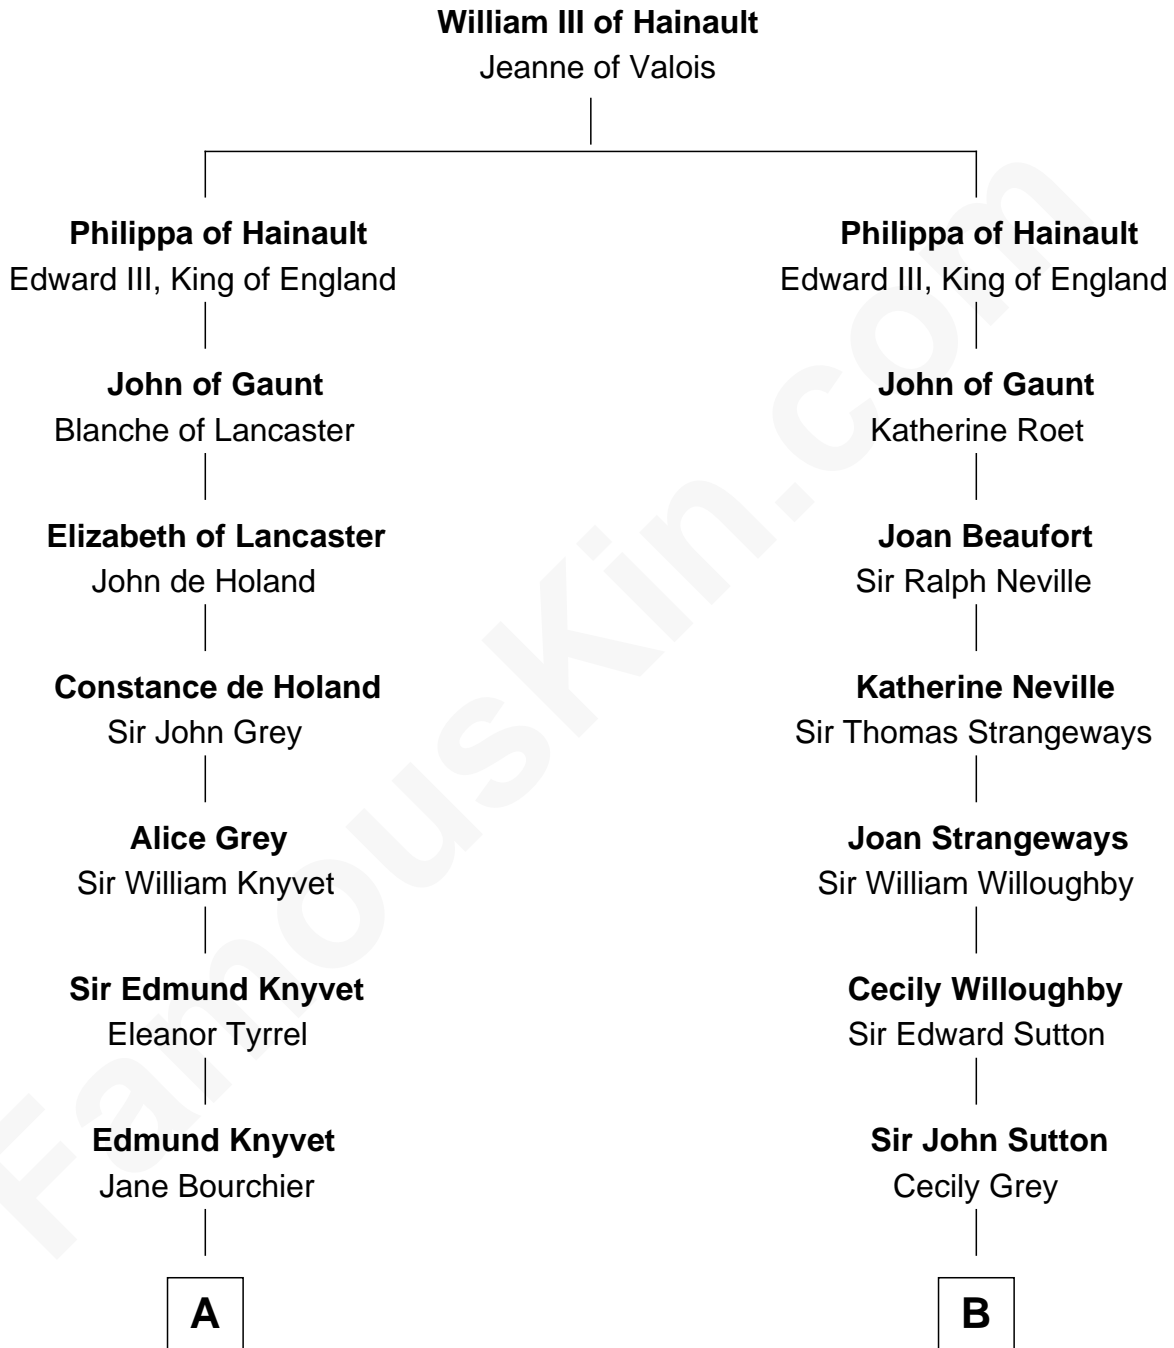 William III of Hainault
Jeanne of Valois
Philippa of Hainault
Edward III, King of England
John of Gaunt
Blanche of Lancaster
Elizabeth of Lancaster
John de Holand
Constance de Holand
Sir John Grey
Alice Grey
Sir William Knyvet
Sir Edmund Knyvet
Eleanor Tyrrel
Edmund Knyvet
Jane Bourchier
A
Philippa of Hainault
Edward III, King of England
John of Gaunt
Katherine Roet
Joan Beaufort
Sir Ralph Neville
Katherine Neville
Sir Thomas Strangeways
Joan Strangeways
Sir William Willoughby
Cecily Willoughby
Sir Edward Sutton
Sir John Sutton
Cecily Grey
B
FamousKin.com